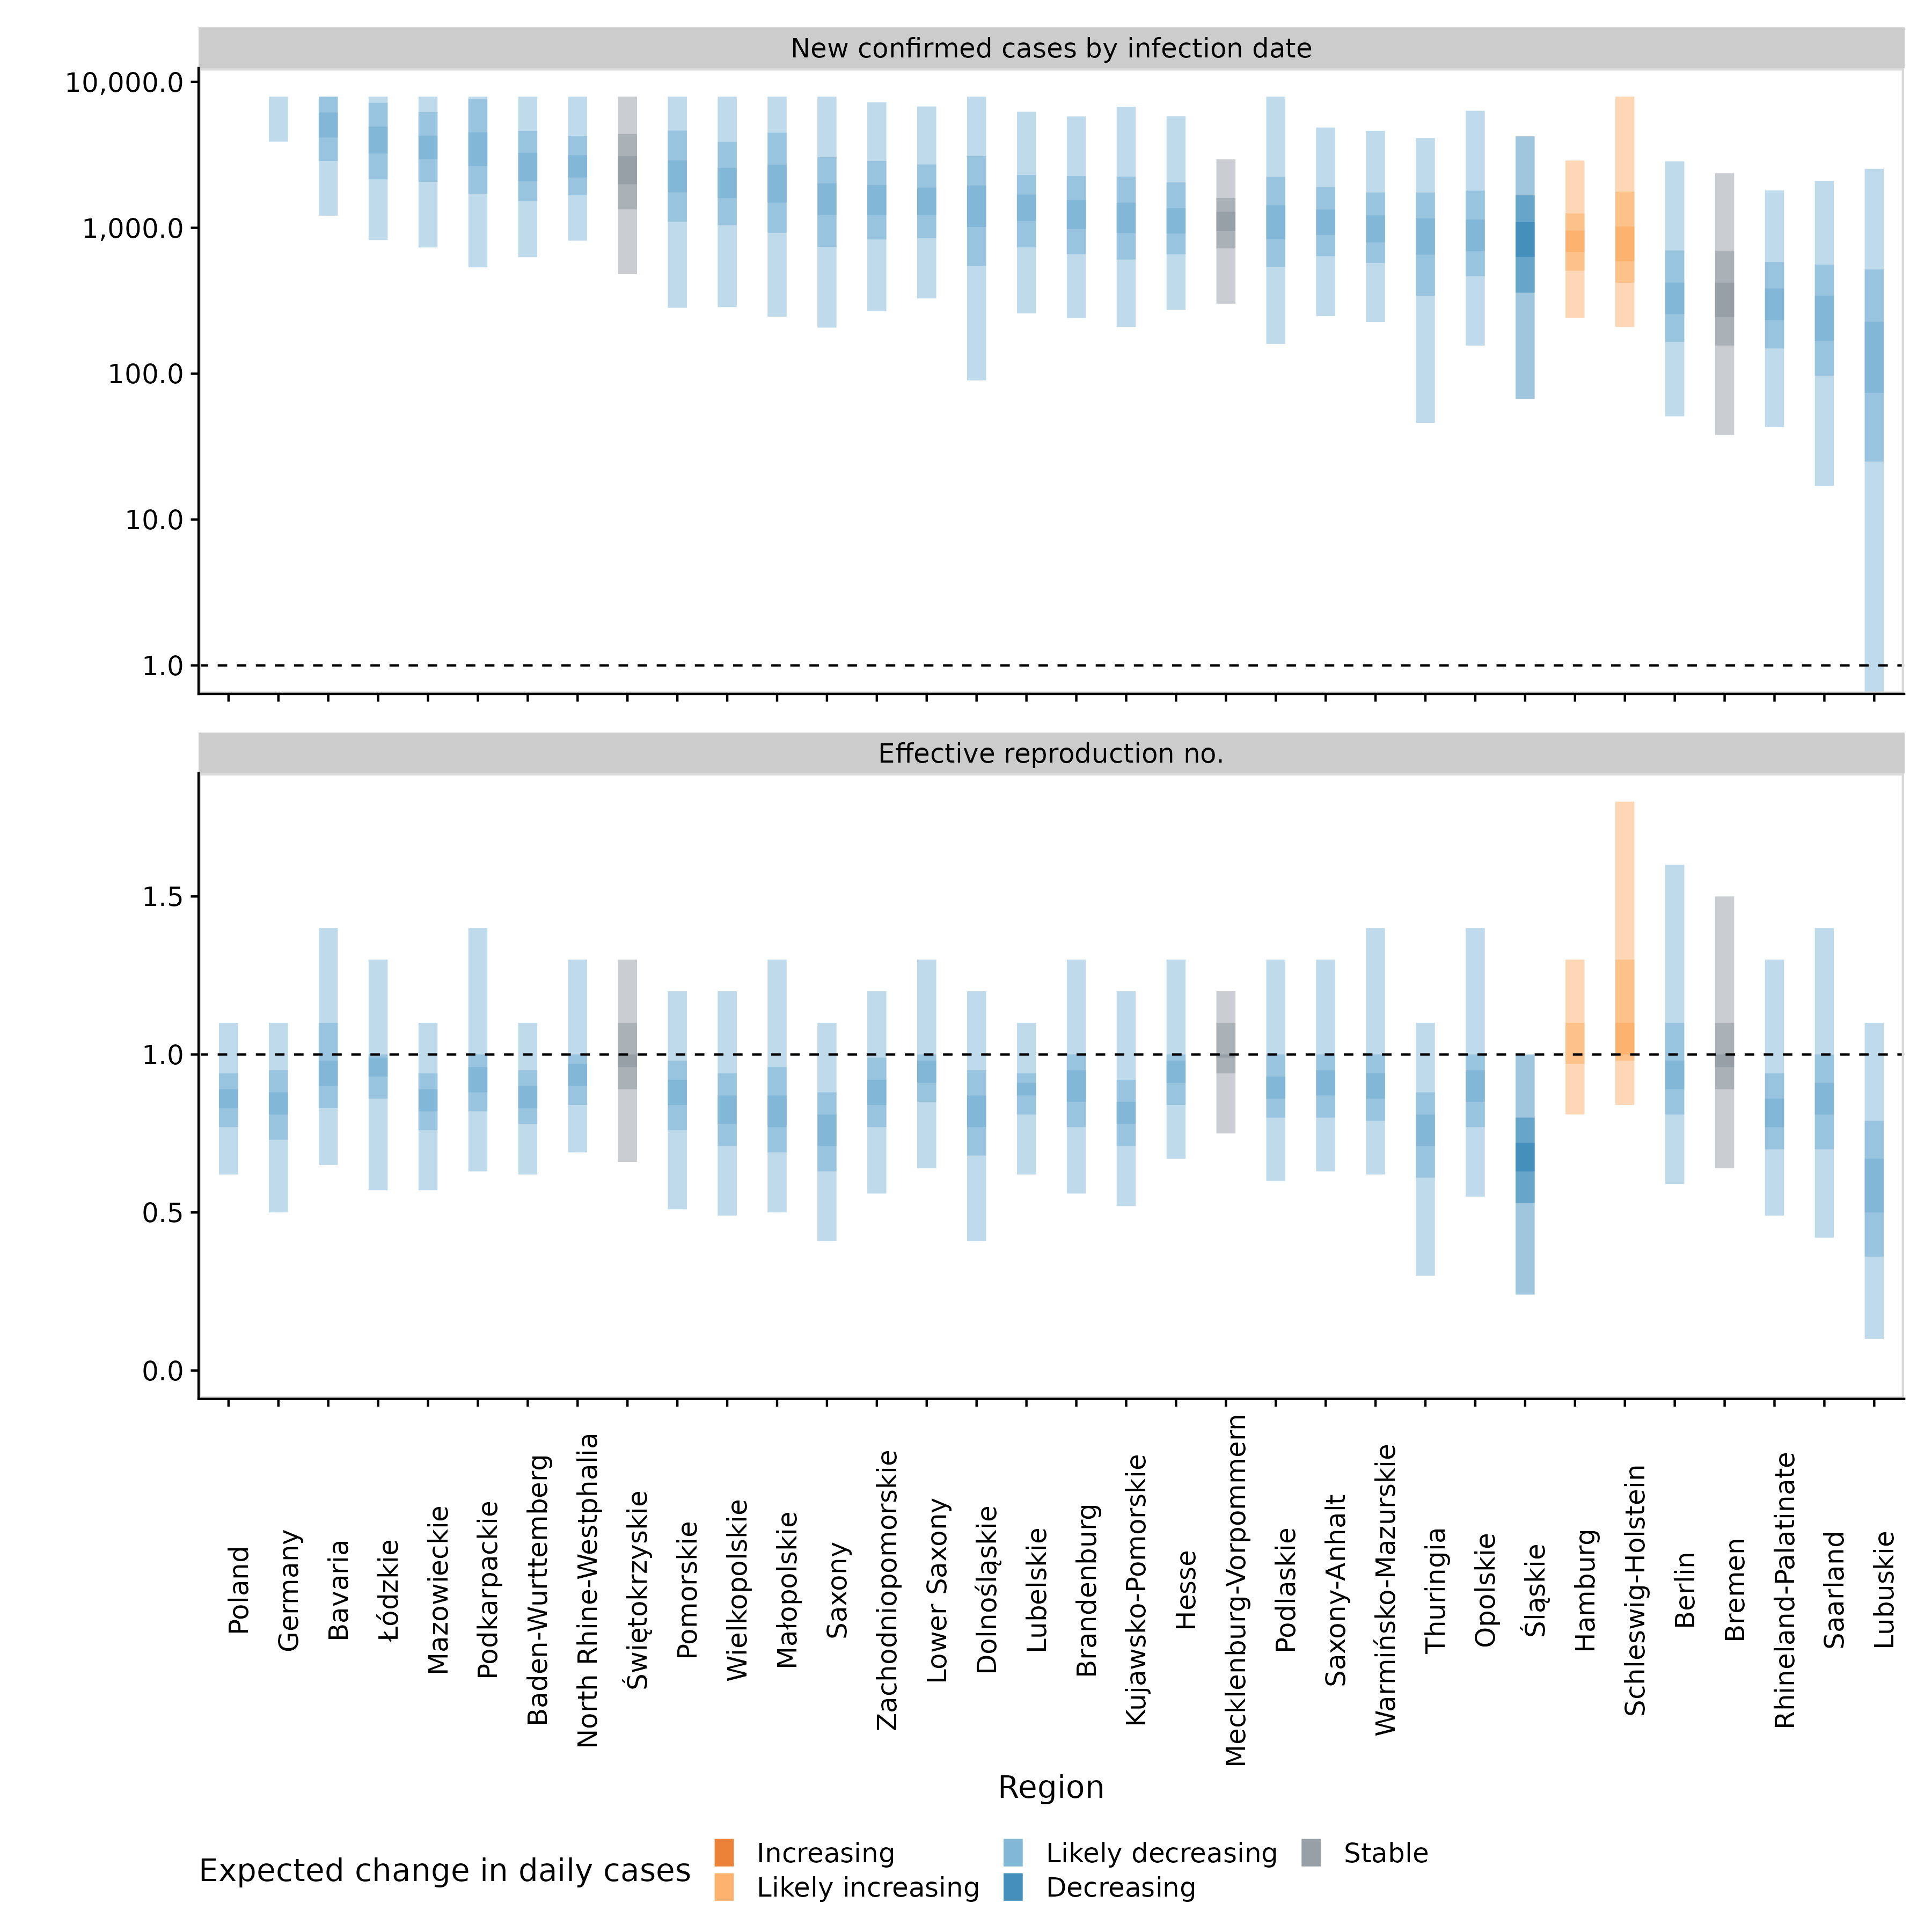 New confirmed cases by infection date
10,000.0
1,000.0
100.0
10.0
1.0
Effective reproduction no.
1.5
1.0
0.5
0.0
Poland
Germany
Bavaria
Łódzkie
Mazowieckie
Podkarpackie
Baden-Wurttemberg
North Rhine-Westphalia
Świętokrzyskie
Pomorskie
Wielkopolskie
Małopolskie
Saxony
Zachodniopomorskie
Lower Saxony
Dolnośląskie
Lubelskie
Brandenburg
Kujawsko-Pomorskie
Hesse
Mecklenburg-Vorpommern
Podlaskie
Saxony-Anhalt
Warmińsko-Mazurskie
Thuringia
Opolskie
Śląskie
Hamburg
Schleswig-Holstein
Berlin
Bremen
Rhineland-Palatinate
Saarland
Lubuskie
Region
Expected change in daily cases
Increasing
Likely increasing
Likely decreasing
Decreasing
Stable